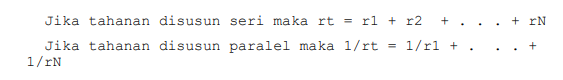 Jika tahanan disusun seri maka rt = r1 + r2 + . . . + rN
Jika tahanan disusun paralel maka 1/rt = 1/r1 + . . . +
1/rN